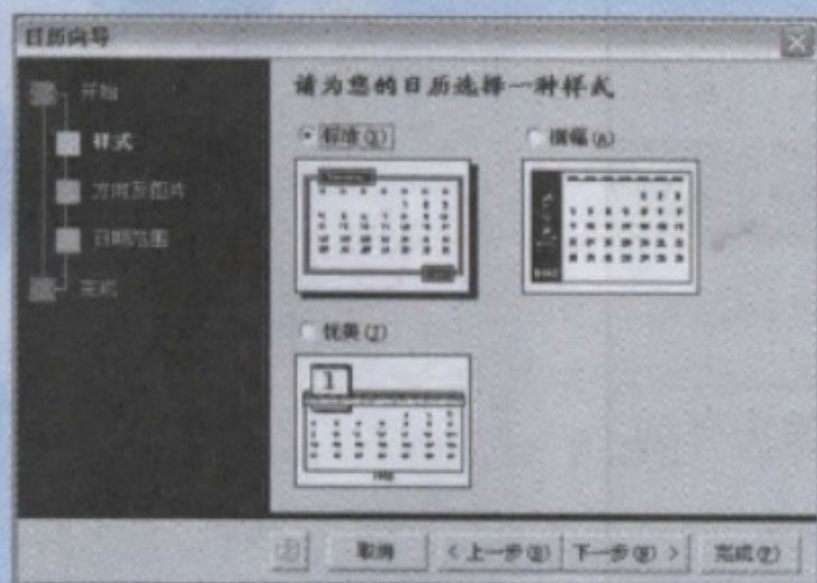 日历向导
请为您的日历选择一种样式
开始
样式
方向及图片
日期范围
完成
标准(X)
横幅(A)
优美(J)
1
取消
<上一步(B)
下一步(N)>
完成(F)